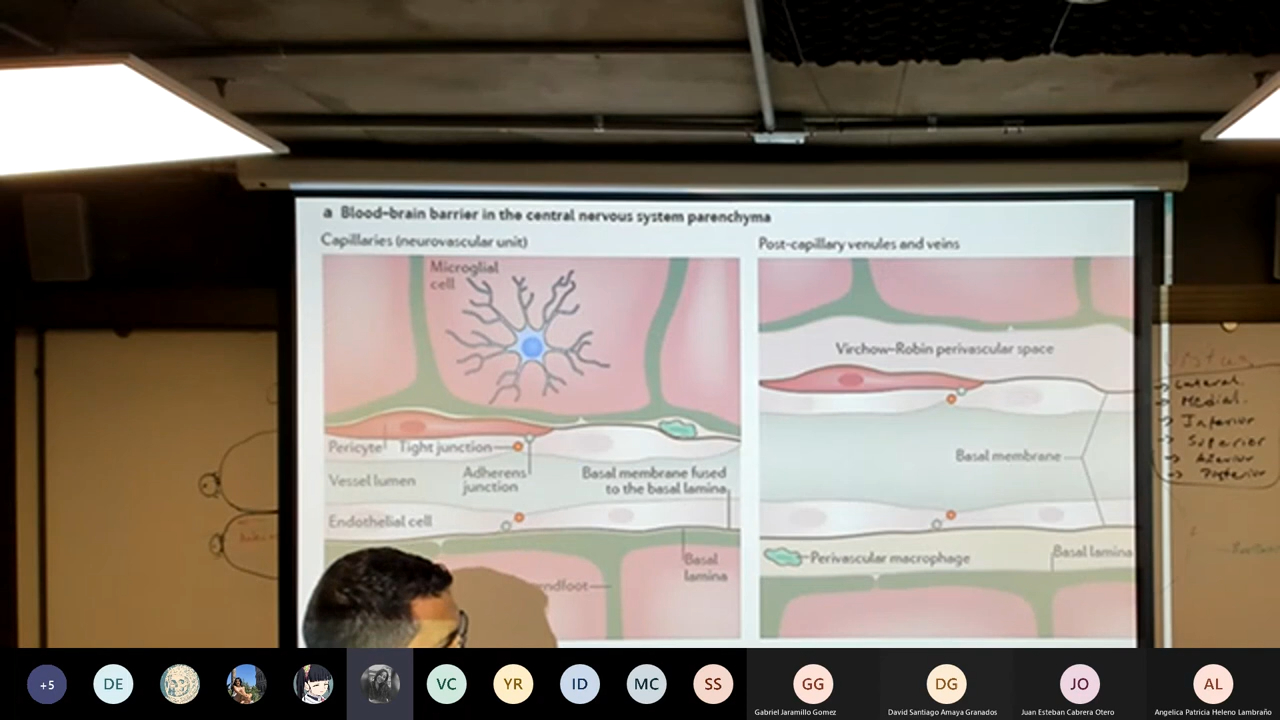 a Blood-brain barrier in the central nervous system parenchyma
Capillaries (neurovascular unit)
Microglial
cell
Pericyte
Tight junction
Adherens
junction
Basal membrane fused
to the basal lamina
Vessel lumen
Endothelial cell
Basal
lamina
ndfoot
Post-capillary venules and veins
Virchow-Robin perivascular space
Basal membrane
Perivascular macrophage
Basal lamina
Lateral.
Medial.
Inferior
Superior
Anterior
Posterior
+5
DE
VC
YR
ID
MC
SS
GG
Gabriel Jaramillo Gomez
DG
David Santiago Amaya Granados
JO
Juan Esteban Cabrera Otero
AL
Angelica Patricia Heleno Lambraño